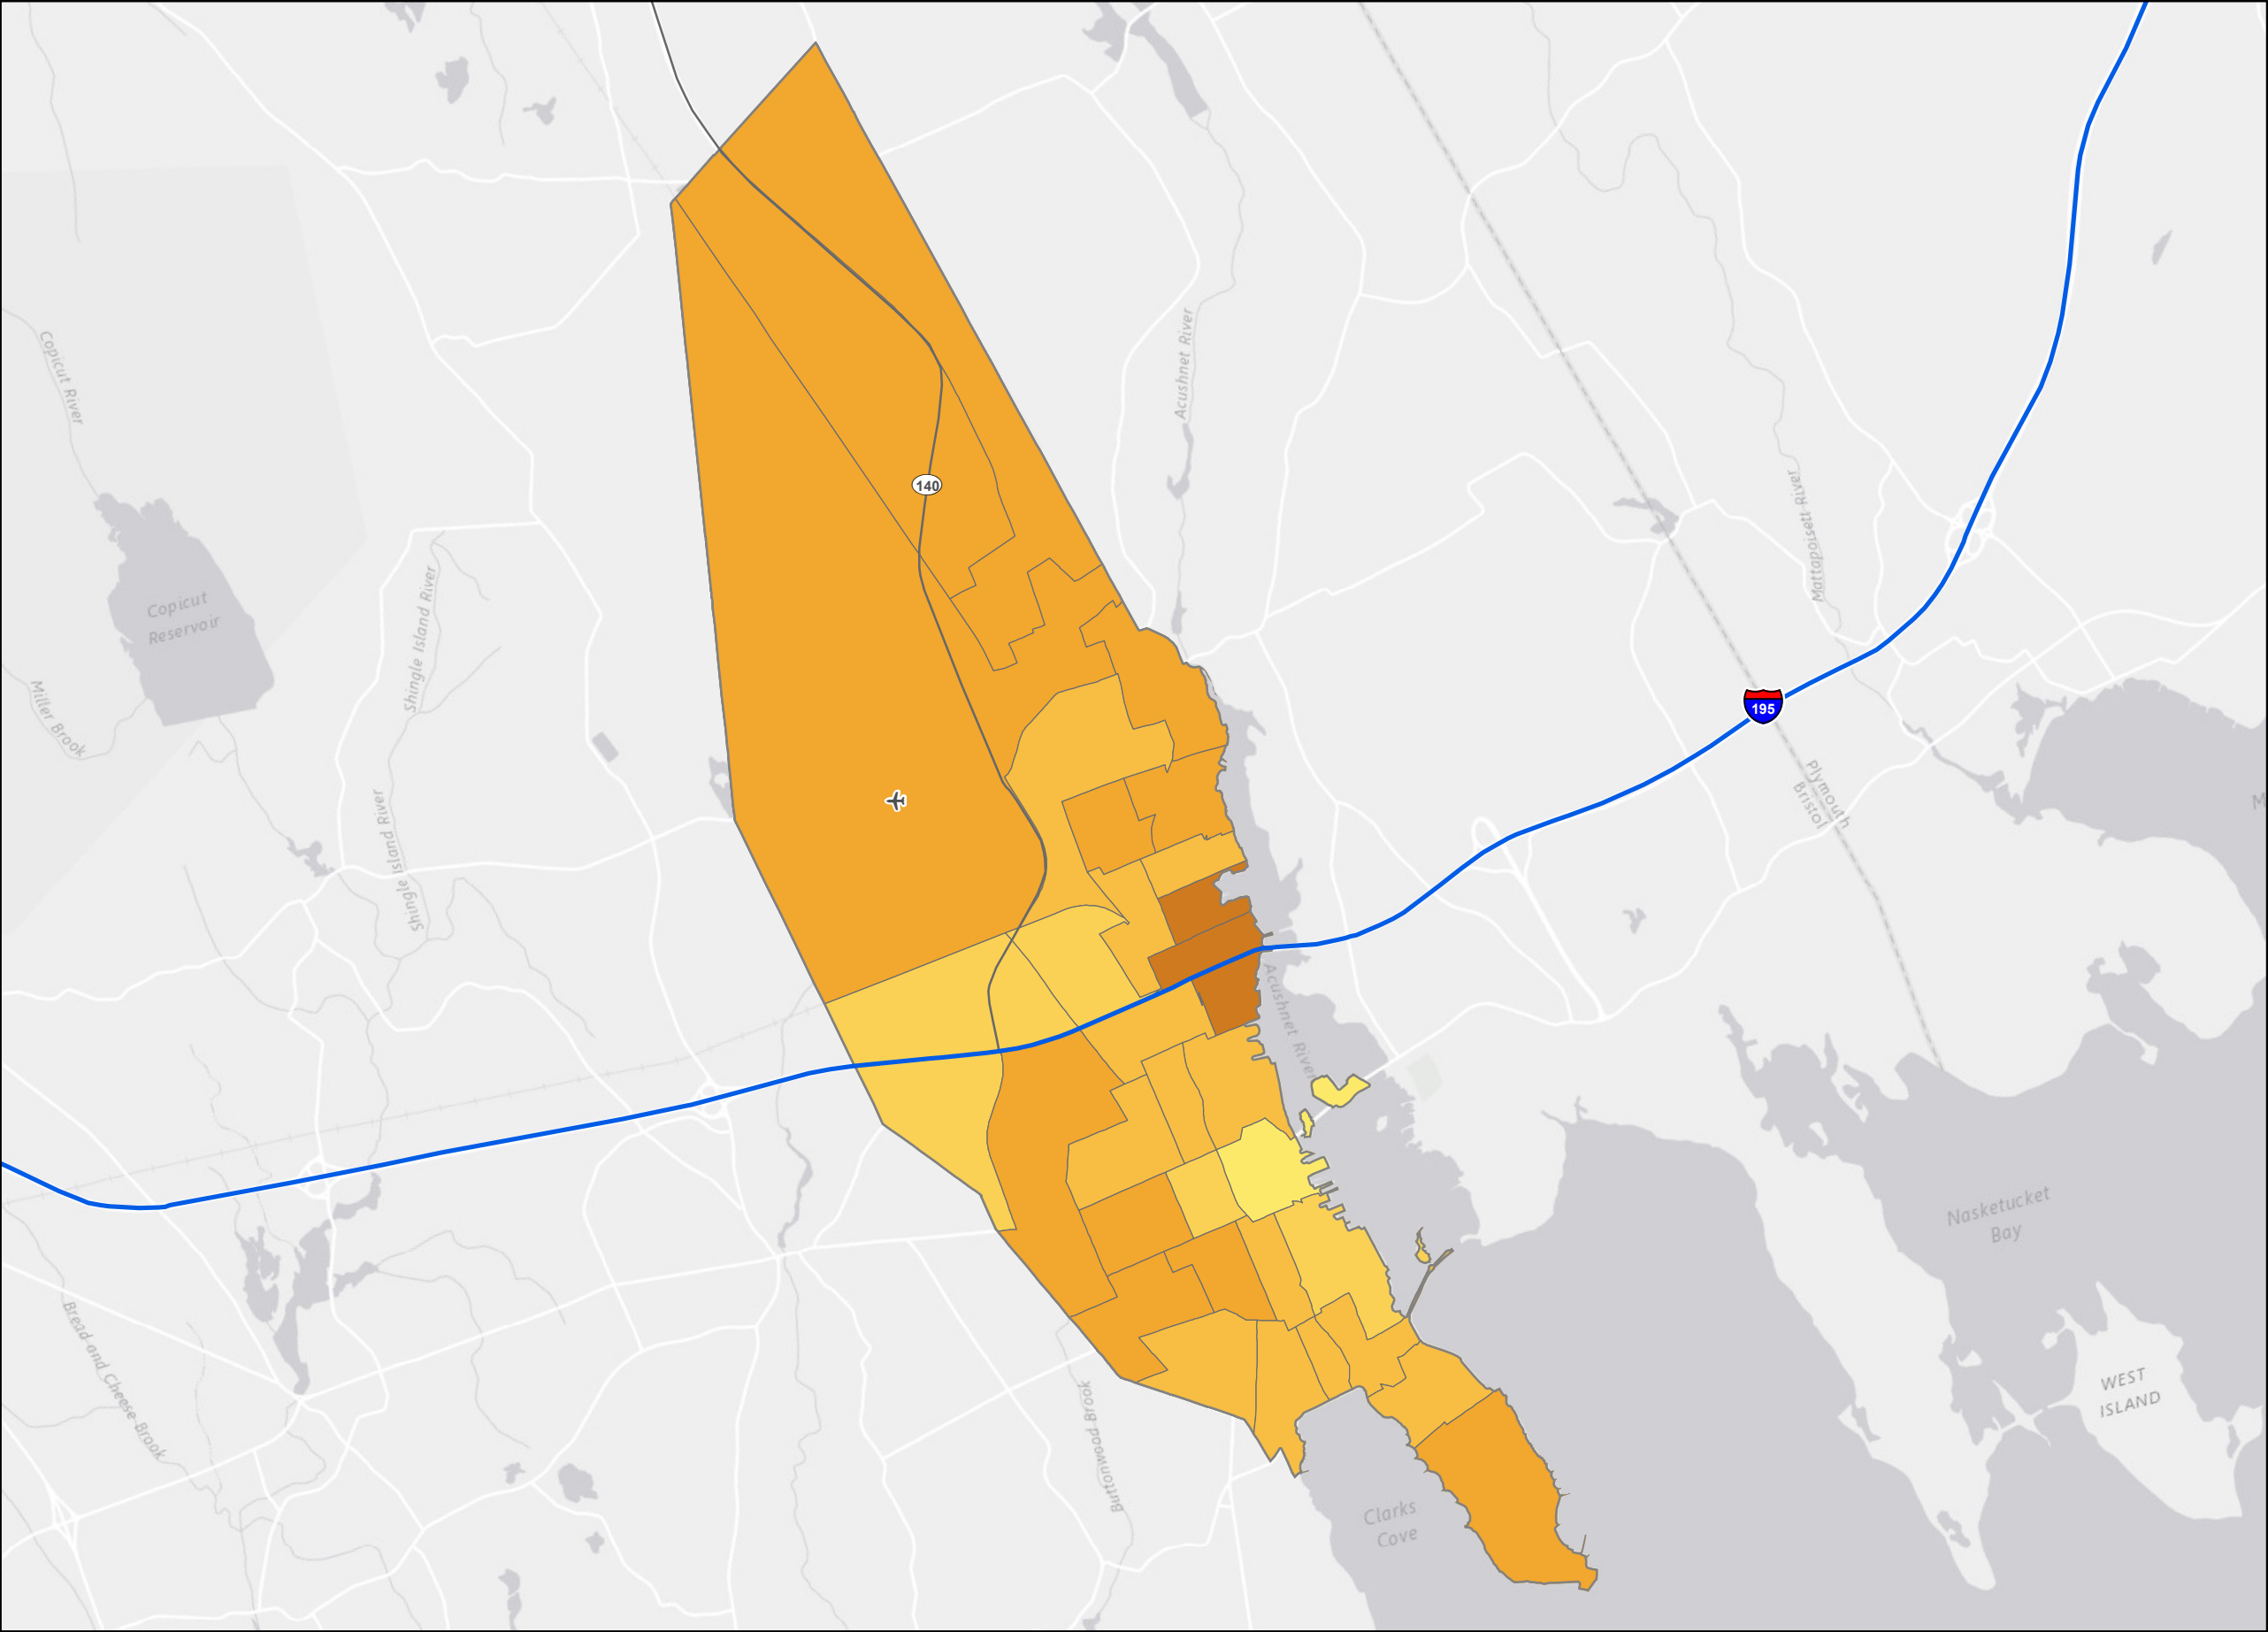 Copicut River
Acushnet River
140
Mattapoisett River
Copicut
Reservoir
Shingle Island River
Miller Brook
195
Plymouth
Bristol
Shingle Island River
Acushnet River
Nasketucket
Bay
Bread and Cheese Brook
Buttonwood Brook
WEST
ISLAND
Clarks
Cove